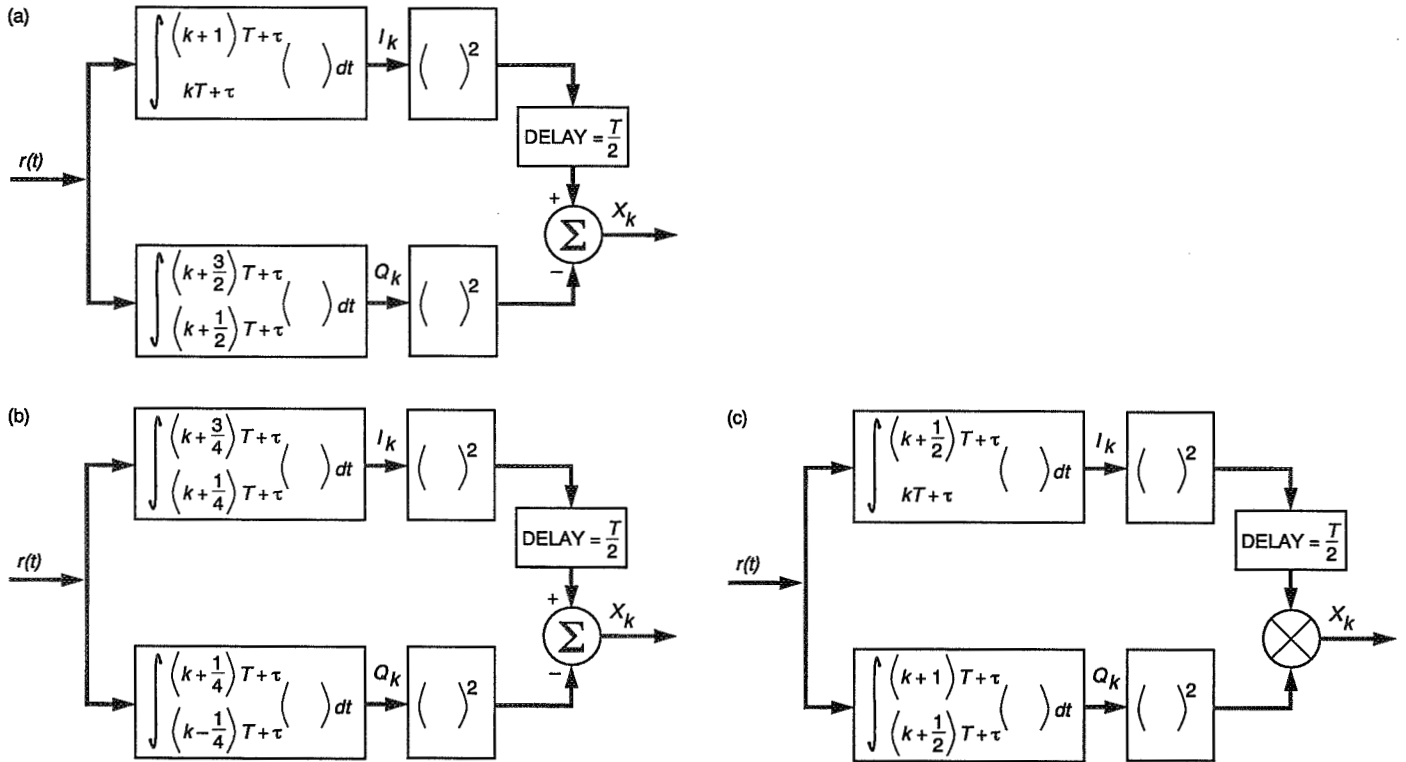 (a)
∫ (k + 1) T + τ
kT + τ
( ) dt
I_k
( )²
DELAY = T/2
r(t)
+
Σ
X_k
−
∫ (k + 3/2) T + τ
(k + 1/2) T + τ
( ) dt
Q_k
( )²
(b)
∫ (k + 3/4) T + τ
(k + 1/4) T + τ
( ) dt
I_k
( )²
DELAY = T/2
r(t)
+
Σ
X_k
−
∫ (k + 1/4) T + τ
(k − 1/4) T + τ
( ) dt
Q_k
( )²
(c)
∫ (k + 1/2) T + τ
kT + τ
( ) dt
I_k
( )²
DELAY = T/2
r(t)
X_k
∫ (k + 1) T + τ
(k + 1/2) T + τ
( ) dt
Q_k
( )²